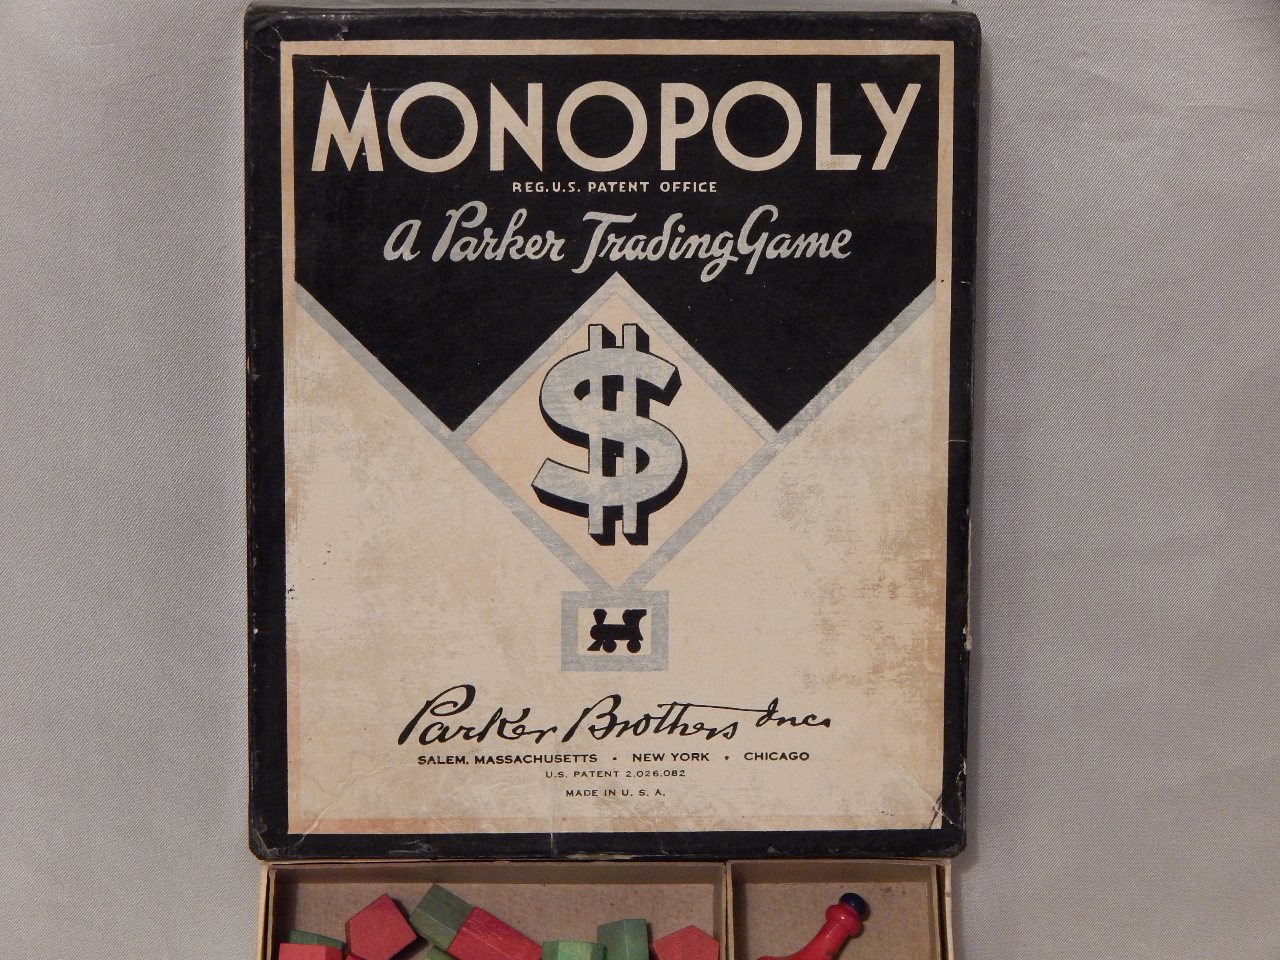 MONOPOLY
REG. U.S. PATENT OFFICE
a Parker Trading Game
$
Parker Brothers Inc.
SALEM, MASSACHUSETTS • NEW YORK • CHICAGO
U.S. PATENT 2,026,082
MADE IN U. S. A.